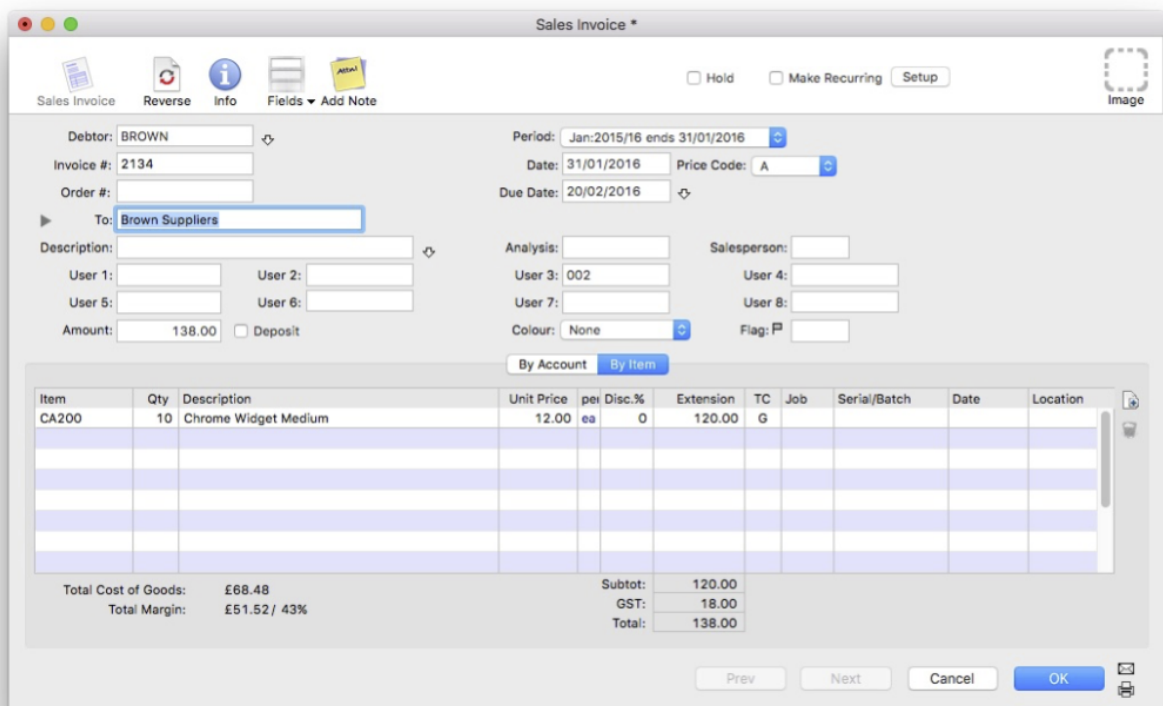 Sales Invoice *
Sales Invoice Reverse Info Fields Add Note Hold Make Recurring Setup Image
Debtor: BROWN Period: Jan:2015/16 ends 31/01/2016
Invoice #: 2134 Date: 31/01/2016 Price Code: A
Order #: Due Date: 20/02/2016
To: Brown Suppliers
Description: Analysis: Salesperson:
User 1: User 2: User 3: 002 User 4:
User 5: User 6: User 7: User 8:
Amount: 138.00 Deposit Colour: None Flag:
By Account By Item
Item Qty Description Unit Price per Disc.% Extension TC Job Serial/Batch Date Location
CA200 10 Chrome Widget Medium 12.00 ea 0 120.00 G
Total Cost of Goods: £68.48 Subtot: 120.00
Total Margin: £51.52/ 43% GST: 18.00
Total: 138.00
Prev Next Cancel OK